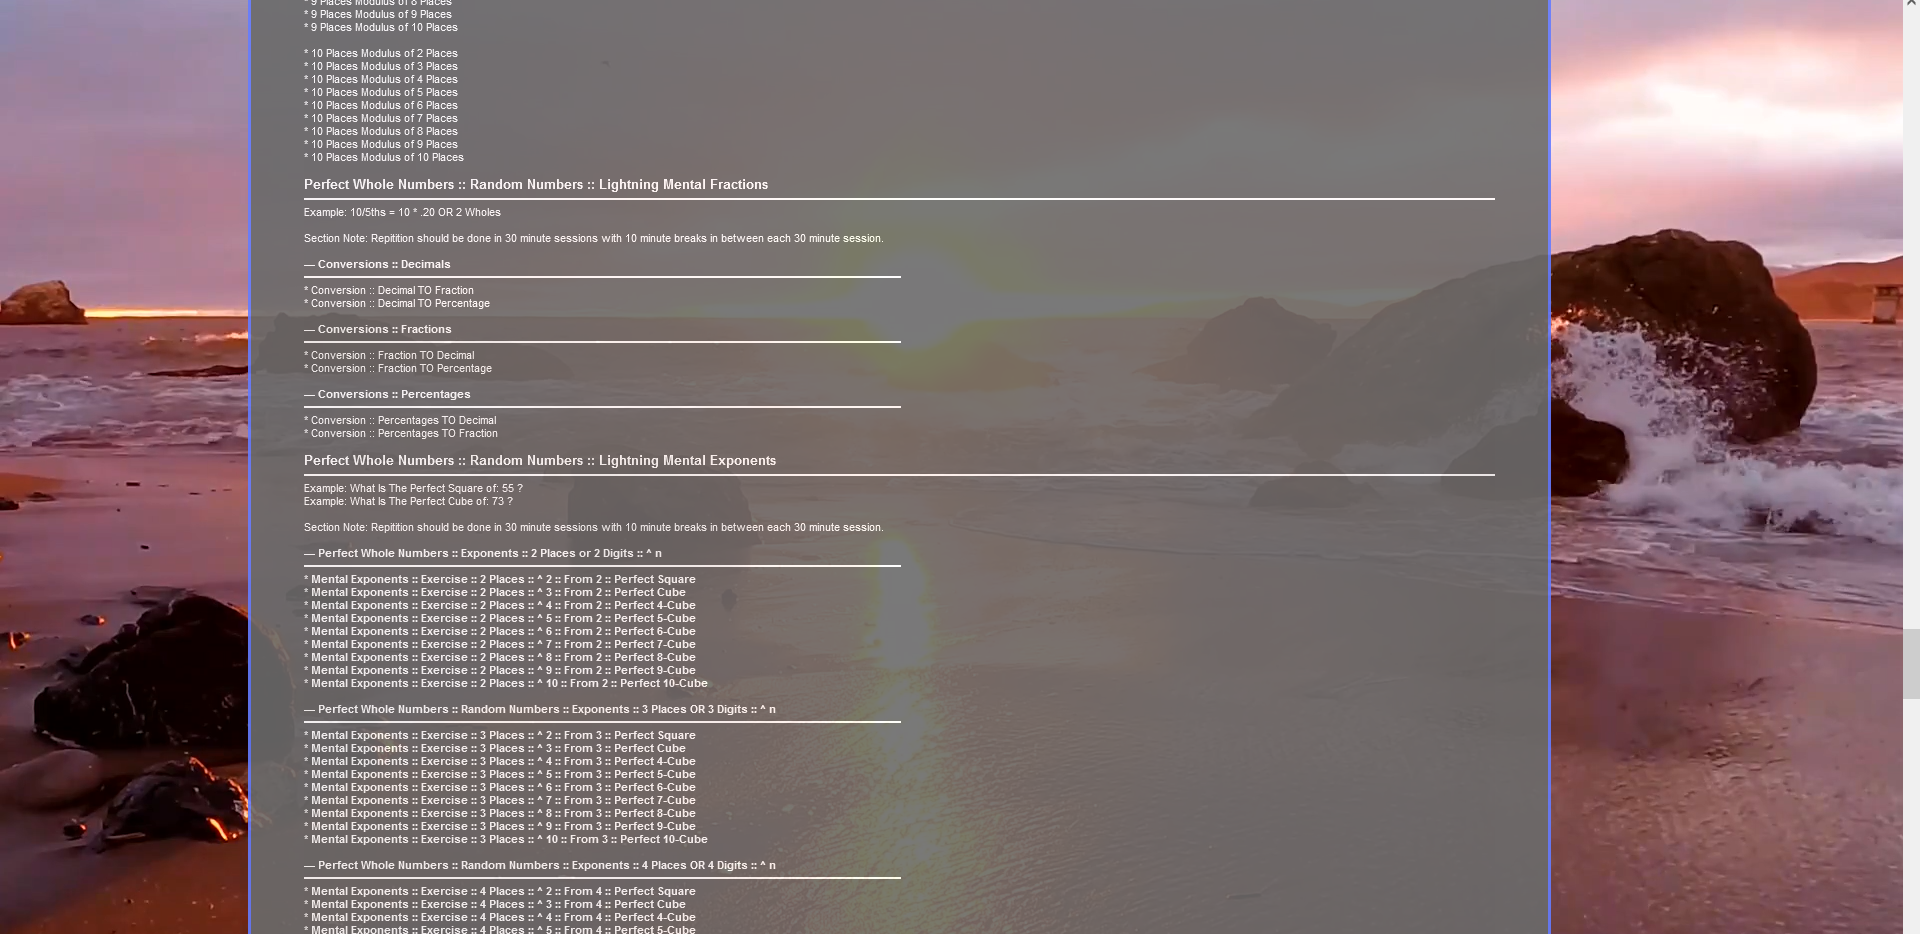 * 9 Places Modulus of 8 Places
* 9 Places Modulus of 9 Places
* 9 Places Modulus of 10 Places
* 10 Places Modulus of 2 Places
* 10 Places Modulus of 3 Places
* 10 Places Modulus of 4 Places
* 10 Places Modulus of 5 Places
* 10 Places Modulus of 6 Places
* 10 Places Modulus of 7 Places
* 10 Places Modulus of 8 Places
* 10 Places Modulus of 9 Places
* 10 Places Modulus of 10 Places
Perfect Whole Numbers :: Random Numbers :: Lightning Mental Fractions
Example: 10/5ths = 10 * .20 OR 2 Wholes
Section Note: Repitition should be done in 30 minute sessions with 10 minute breaks in between each 30 minute session.
— Conversions :: Decimals
* Conversion :: Decimal TO Fraction
* Conversion :: Decimal TO Percentage
— Conversions :: Fractions
* Conversion :: Fraction TO Decimal
* Conversion :: Fraction TO Percentage
— Conversions :: Percentages
* Conversion :: Percentages TO Decimal
* Conversion :: Percentages TO Fraction
Perfect Whole Numbers :: Random Numbers :: Lightning Mental Exponents
Example: What Is The Perfect Square of: 55 ?
Example: What Is The Perfect Cube of: 73 ?
Section Note: Repitition should be done in 30 minute sessions with 10 minute breaks in between each 30 minute session.
— Perfect Whole Numbers :: Exponents :: 2 Places or 2 Digits :: ^ n
* Mental Exponents :: Exercise :: 2 Places :: ^ 2 :: From 2 :: Perfect Square
* Mental Exponents :: Exercise :: 2 Places :: ^ 3 :: From 2 :: Perfect Cube
* Mental Exponents :: Exercise :: 2 Places :: ^ 4 :: From 2 :: Perfect 4-Cube
* Mental Exponents :: Exercise :: 2 Places :: ^ 5 :: From 2 :: Perfect 5-Cube
* Mental Exponents :: Exercise :: 2 Places :: ^ 6 :: From 2 :: Perfect 6-Cube
* Mental Exponents :: Exercise :: 2 Places :: ^ 7 :: From 2 :: Perfect 7-Cube
* Mental Exponents :: Exercise :: 2 Places :: ^ 8 :: From 2 :: Perfect 8-Cube
* Mental Exponents :: Exercise :: 2 Places :: ^ 9 :: From 2 :: Perfect 9-Cube
* Mental Exponents :: Exercise :: 2 Places :: ^ 10 :: From 2 :: Perfect 10-Cube
— Perfect Whole Numbers :: Random Numbers :: Exponents :: 3 Places OR 3 Digits :: ^ n
* Mental Exponents :: Exercise :: 3 Places :: ^ 2 :: From 3 :: Perfect Square
* Mental Exponents :: Exercise :: 3 Places :: ^ 3 :: From 3 :: Perfect Cube
* Mental Exponents :: Exercise :: 3 Places :: ^ 4 :: From 3 :: Perfect 4-Cube
* Mental Exponents :: Exercise :: 3 Places :: ^ 5 :: From 3 :: Perfect 5-Cube
* Mental Exponents :: Exercise :: 3 Places :: ^ 6 :: From 3 :: Perfect 6-Cube
* Mental Exponents :: Exercise :: 3 Places :: ^ 7 :: From 3 :: Perfect 7-Cube
* Mental Exponents :: Exercise :: 3 Places :: ^ 8 :: From 3 :: Perfect 8-Cube
* Mental Exponents :: Exercise :: 3 Places :: ^ 9 :: From 3 :: Perfect 9-Cube
* Mental Exponents :: Exercise :: 3 Places :: ^ 10 :: From 3 :: Perfect 10-Cube
— Perfect Whole Numbers :: Random Numbers :: Exponents :: 4 Places OR 4 Digits :: ^ n
* Mental Exponents :: Exercise :: 4 Places :: ^ 2 :: From 4 :: Perfect Square
* Mental Exponents :: Exercise :: 4 Places :: ^ 3 :: From 4 :: Perfect Cube
* Mental Exponents :: Exercise :: 4 Places :: ^ 4 :: From 4 :: Perfect 4-Cube
* Mental Exponents :: Exercise :: 4 Places :: ^ 5 :: From 4 :: Perfect 5-Cube